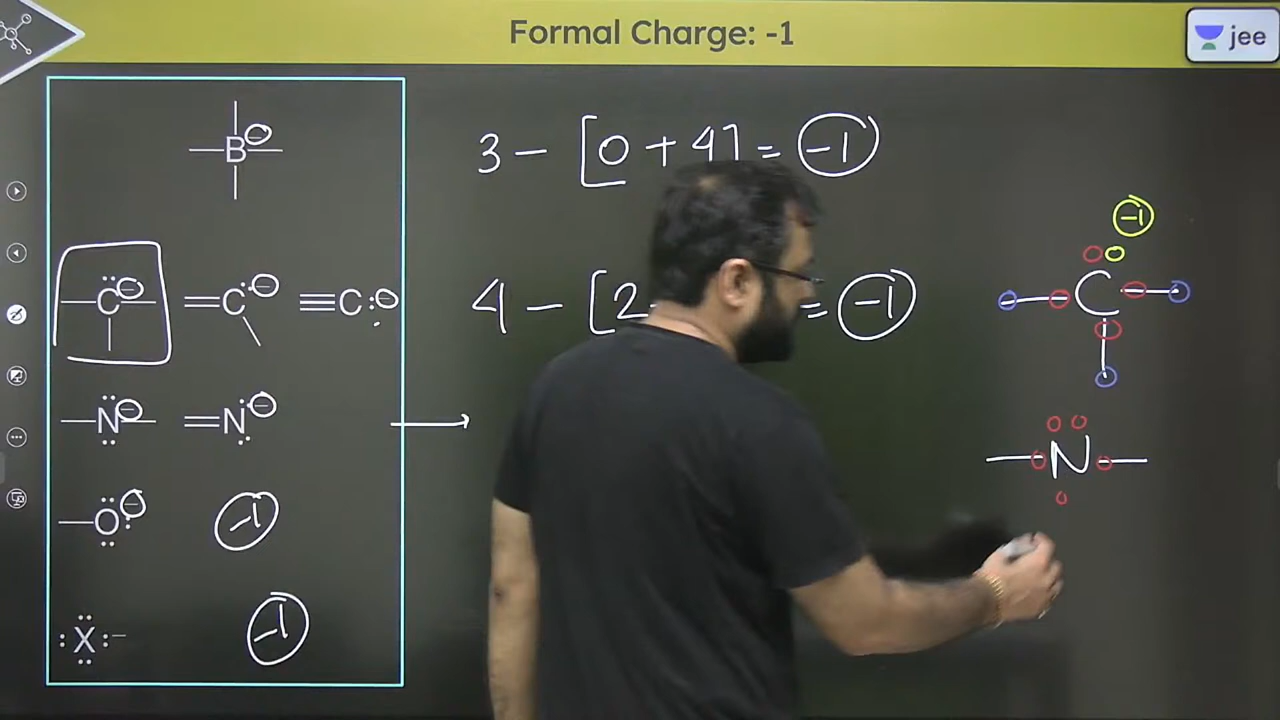 Formal Charge: -1
jee
B⊖
3 - [0 + 4] = -1
-1
C⊖ =C⊖ ≡C:⊖
4 - [2 = -1
C
N⊖ =N⊖
N
O⊖ -1
:X:− -1